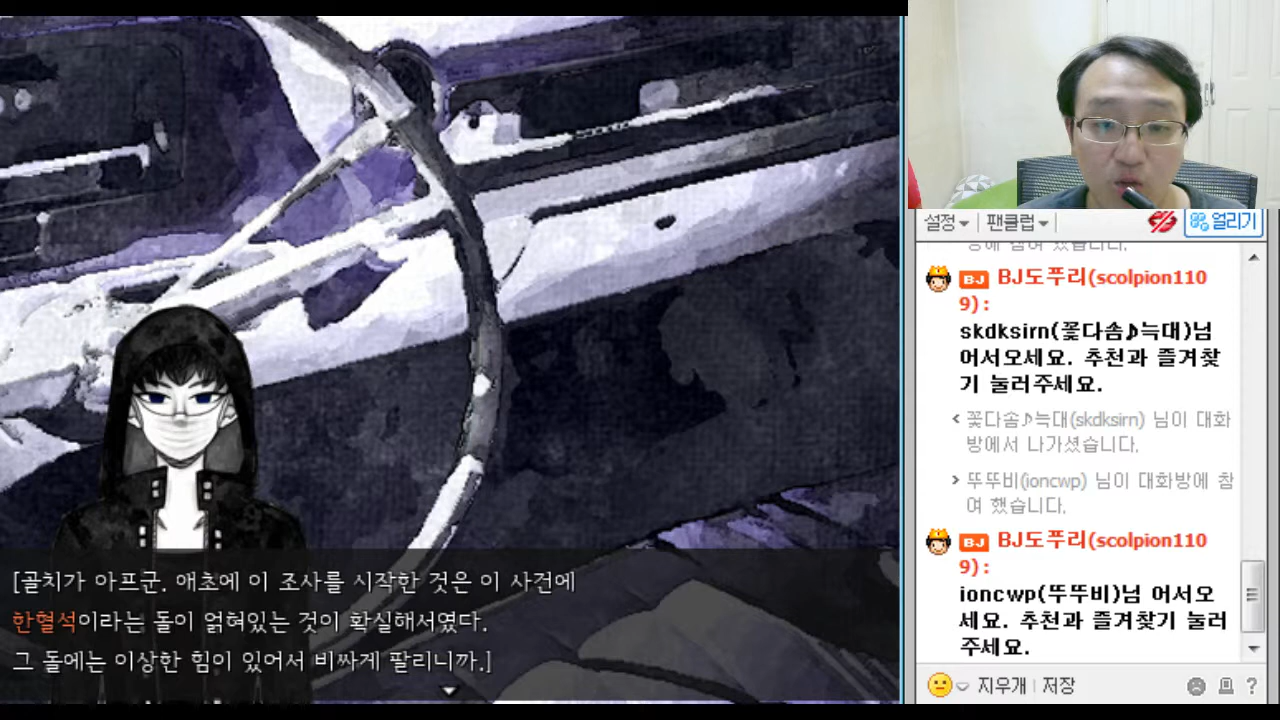 [골치가 아프군. 애초에 이 조사를 시작한 것은 이 사건에
한혈석이라는 돌이 얽혀있는 것이 확실해서였다.
그 돌에는 이상한 힘이 있어서 비싸게 팔리니까.]
설정 팬클럽 얼리기
BJ BJ도푸리(scolpion110
9):
skdksirn(꽃다솜♪늑대)님
어서오세요. 추천과 즐겨찾
기 눌러주세요.
< 꽃다솜♪늑대(skdksirn) 님이 대화
방에서 나가셨습니다.
> 뚜뚜비(ioncwp) 님이 대화방에 참
여 했습니다.
BJ BJ도푸리(scolpion110
9):
ioncwp(뚜뚜비)님 어서오
세요. 추천과 즐겨찾기 눌러
주세요.
지우개 저장 ?